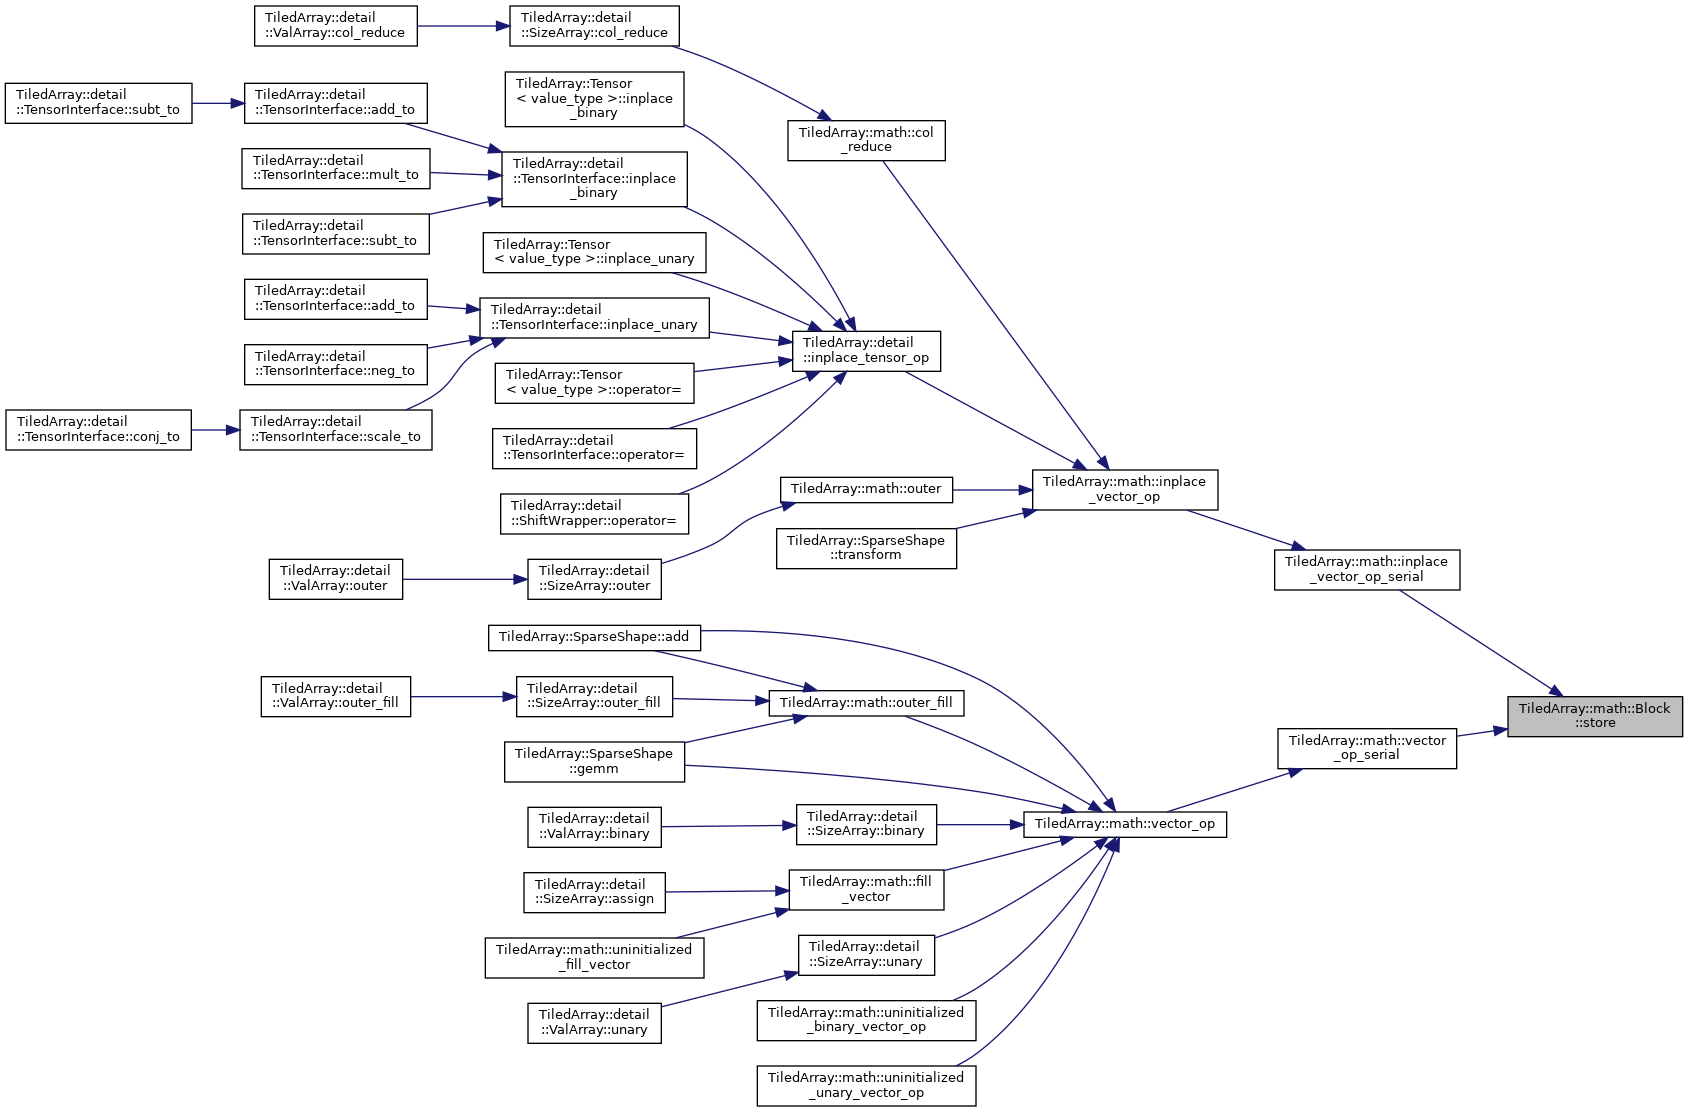 TiledArray::detail
::ValArray::col_reduce
TiledArray::detail
::SizeArray::col_reduce
TiledArray::detail
::TensorInterface::subt_to
TiledArray::detail
::TensorInterface::add_to
TiledArray::Tensor
< value_type >::inplace
_binary
TiledArray::math::col
_reduce
TiledArray::detail
::TensorInterface::mult_to
TiledArray::detail
::TensorInterface::inplace
_binary
TiledArray::detail
::TensorInterface::subt_to
TiledArray::Tensor
< value_type >::inplace_unary
TiledArray::detail
::TensorInterface::add_to
TiledArray::detail
::TensorInterface::inplace_unary
TiledArray::detail
::inplace_tensor_op
TiledArray::detail
::TensorInterface::neg_to
TiledArray::Tensor
< value_type >::operator=
TiledArray::detail
::TensorInterface::conj_to
TiledArray::detail
::TensorInterface::scale_to
TiledArray::detail
::TensorInterface::operator=
TiledArray::detail
::ShiftWrapper::operator=
TiledArray::math::outer
TiledArray::math::inplace
_vector_op
TiledArray::SparseShape
::transform
TiledArray::detail
::ValArray::outer
TiledArray::detail
::SizeArray::outer
TiledArray::math::inplace
_vector_op_serial
TiledArray::SparseShape::add
TiledArray::detail
::ValArray::outer_fill
TiledArray::detail
::SizeArray::outer_fill
TiledArray::math::outer_fill
TiledArray::math::Block
::store
TiledArray::SparseShape
::gemm
TiledArray::math::vector
_op_serial
TiledArray::detail
::ValArray::binary
TiledArray::detail
::SizeArray::binary
TiledArray::math::vector_op
TiledArray::detail
::SizeArray::assign
TiledArray::math::fill
_vector
TiledArray::math::uninitialized
_fill_vector
TiledArray::detail
::SizeArray::unary
TiledArray::detail
::ValArray::unary
TiledArray::math::uninitialized
_binary_vector_op
TiledArray::math::uninitialized
_unary_vector_op